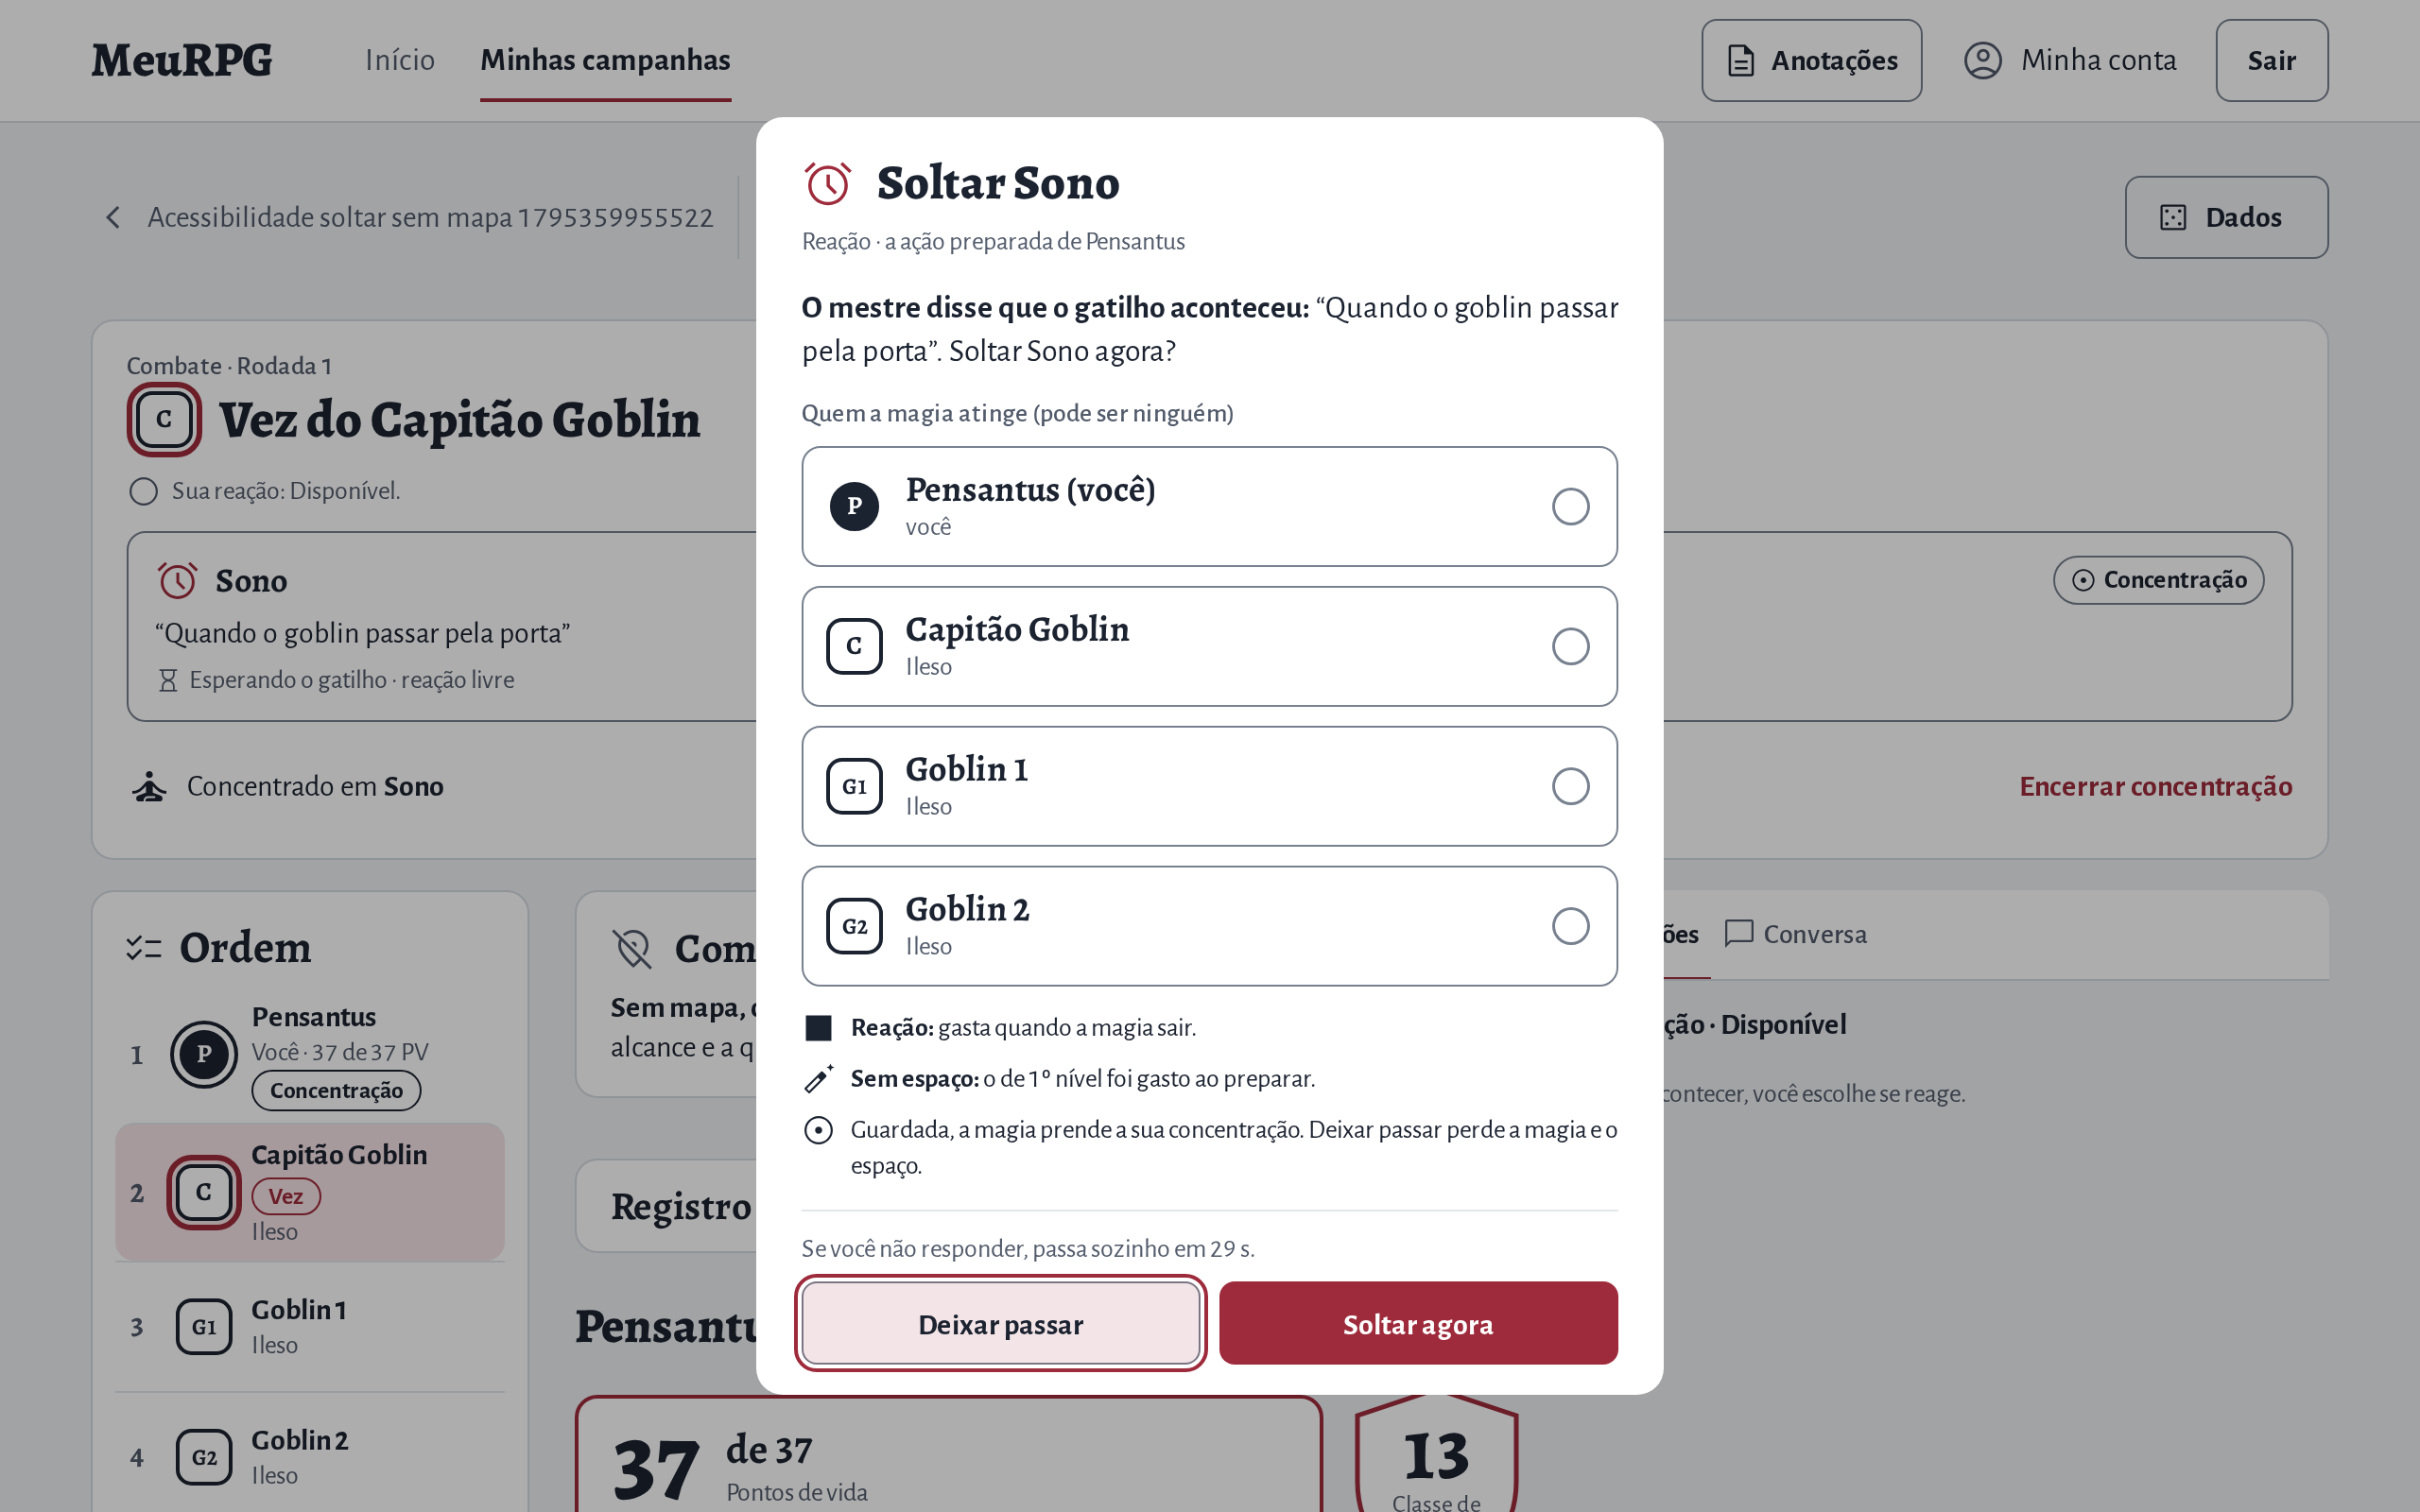 MeuRPG
Início
Minhas campanhas
Anotações
Minha conta
Sair
Acessibilidade soltar sem mapa 1795359955522
Dados
Combate · Rodada 1
C
Vez do Capitão Goblin
Sua reação: Disponível.
Sono
Concentração
“Quando o goblin passar pela porta”
Esperando o gatilho · reação livre
Concentrado em Sono
Encerrar concentração
Ordem
1
P
Pensantus
Você · 37 de 37 PV
Concentração
2
C
Capitão Goblin
Vez
Ileso
3
G1
Goblin 1
Ileso
4
G2
Goblin 2
Ileso
Sem mapa,
alcance e a
Registro
37
de 37
Pontos de vida
13
Classe de
Conversa
Disponível
você escolhe se reage.
Soltar Sono
Reação · a ação preparada de Pensantus
O mestre disse que o gatilho aconteceu: “Quando o goblin passar
pela porta”. Soltar Sono agora?
Quem a magia atinge (pode ser ninguém)
P
Pensantus (você)
você
C
Capitão Goblin
Ileso
G1
Goblin 1
Ileso
G2
Goblin 2
Ileso
Reação: gasta quando a magia sair.
Sem espaço: o de 1º nível foi gasto ao preparar.
Guardada, a magia prende a sua concentração. Deixar passar perde a magia e o
espaço.
Se você não responder, passa sozinho em 29 s.
Deixar passar
Soltar agora